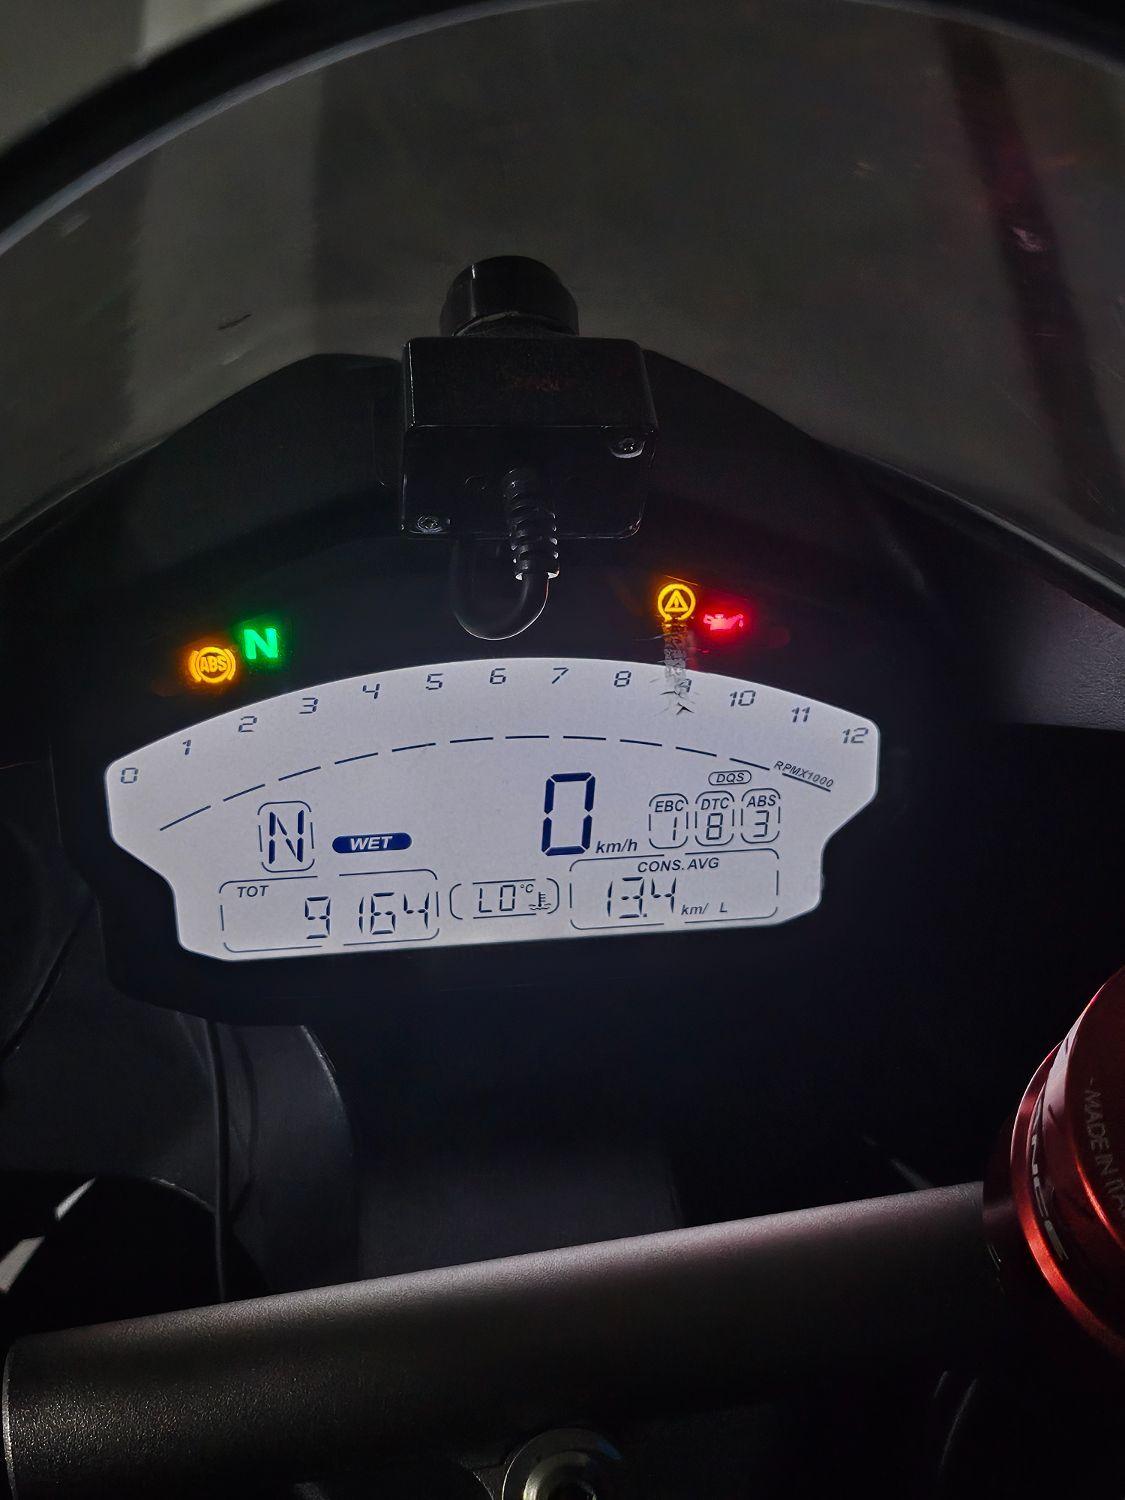 ABS
N
0 1 2 3 4 5 6 7 8 9 10 11 12
RPMX1000
DQS
N
WET
0 km/h
EBC DTC ABS
1 8 3
TOT
9164
LO °C
CONS. AVG
13.4 km/ L
- MADE IN ITA